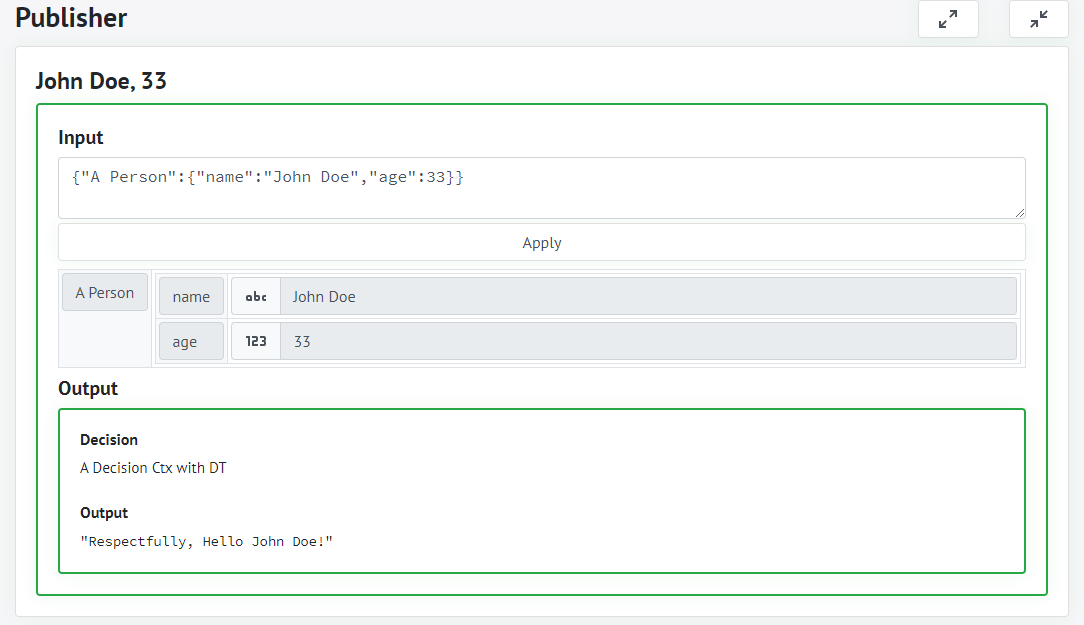 Publisher
John Doe, 33
Input
{"A Person":{"name":"John Doe","age":33}}
Apply
A Person name abc John Doe
age 123 33
Output
Decision
A Decision Ctx with DT
Output
"Respectfully, Hello John Doe!"